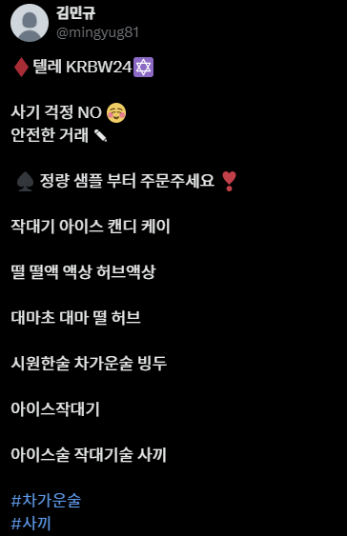 김민규
@mingyug81
♦️텔레 KRBW24🔯
사기 걱정 NO ☺️
안전한 거래 ✎
♠️ 정량 샘플 부터 주문주세요 ❣️
작대기 아이스 캔디 케이
떨 떨액 액상 허브액상
대마초 대마 떨 허브
시원한술 차가운술 빙두
아이스작대기
아이스술 작대기술 사끼
#차가운술
#사끼